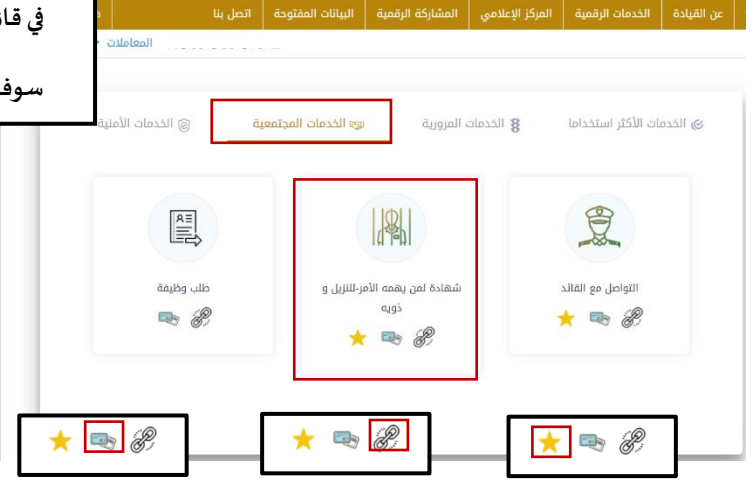 عن القيادة
الخدمات الرقمية
المركز الإعلامي
المشاركة الرقمية
البيانات المفتوحة
اتصل بنا
في
سوف
المعاملات
الخدمات الأكثر استخداما
الخدمات المرورية
الخدمات المجتمعية
الخدمات الأمنية
التواصل مع القائد
شهادة لمن يهمه الأمر-للنزيل و
ذويه
طلب وظيفة